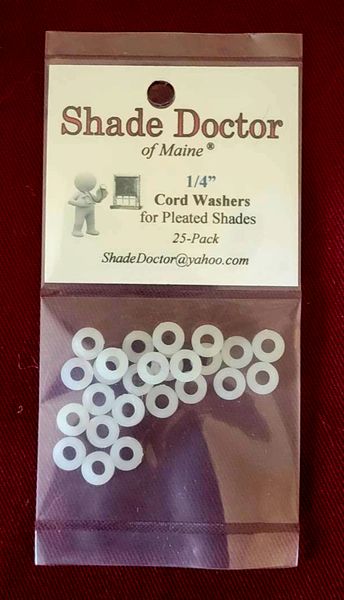 Shade Doctor
of Maine®
1/4”
Cord Washers
for Pleated Shades
25-Pack
ShadeDoctor@yahoo.com